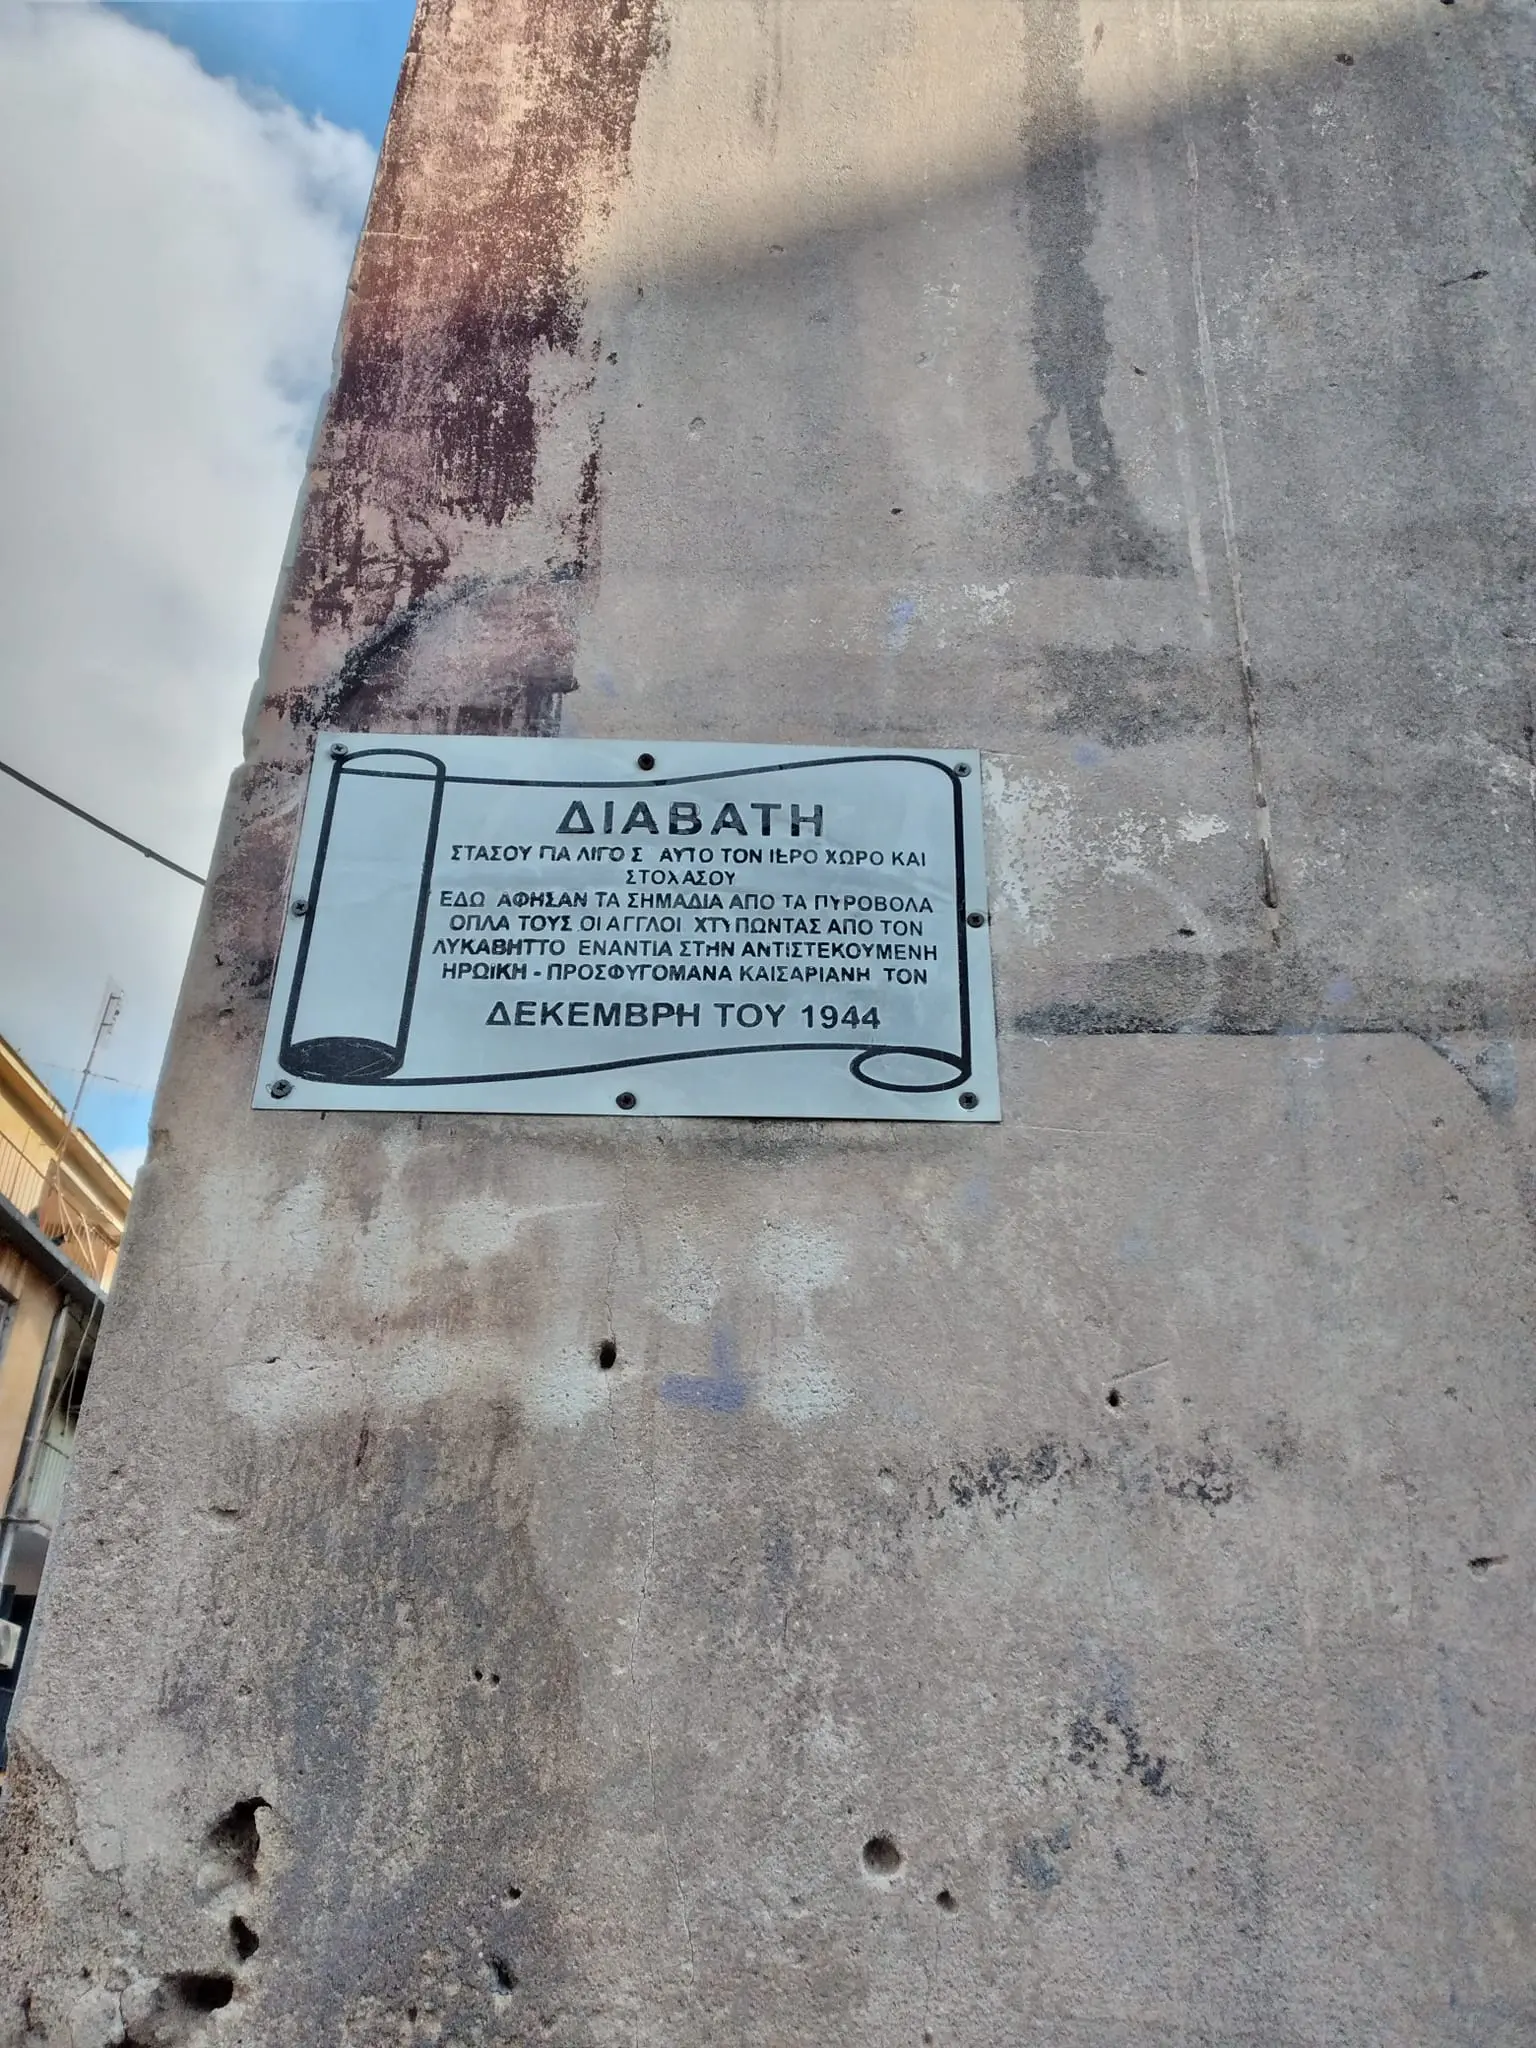 ΔΙΑΒΑΤΗ
ΣΤΑΣΟΥ ΓΙΑ ΛΙΓΟ Σ ΑΥΤΟ ΤΟΝ ΙΕΡΟ ΧΩΡΟ ΚΑΙ
ΣΤΟΧΑΣΟΥ
ΕΔΩ ΑΦΗΣΑΝ ΤΑ ΣΗΜΑΔΙΑ ΑΠΟ ΤΑ ΠΥΡΟΒΟΛΑ
ΟΠΛΑ ΤΟΥΣ ΟΙ ΑΓΓΛΟΙ ΧΤΥΠΩΝΤΑΣ ΑΠΟ ΤΟΝ
ΛΥΚΑΒΗΤΤΟ ΕΝΑΝΤΙΑ ΣΤΗΝ ΑΝΤΙΣΤΕΚΟΥΜΕΝΗ
ΗΡΩΪΚΗ - ΠΡΟΣΦΥΓΟΜΑΝΑ ΚΑΙΣΑΡΙΑΝΗ ΤΟΝ
ΔΕΚΕΜΒΡΗ ΤΟΥ 1944